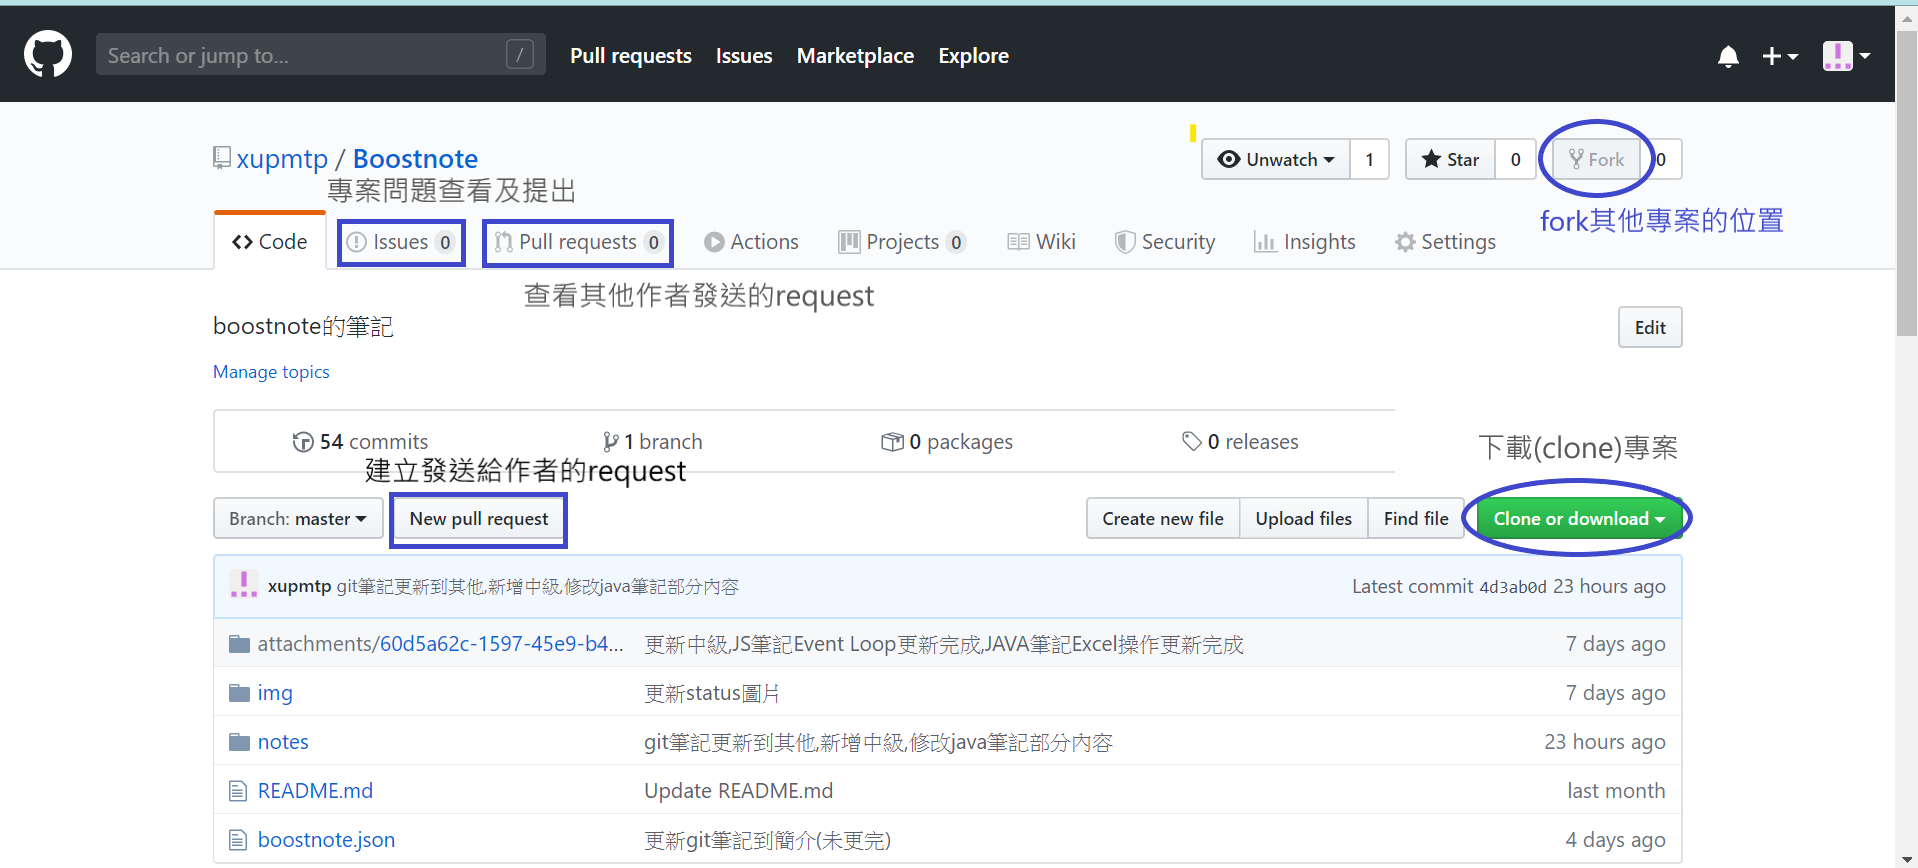 Search or jump to... /
Pull requests Issues Marketplace Explore
xupmtp / Boostnote
Unwatch 1 Star 0 Fork 0
專案問題查看及提出
fork其他專案的位置
Code Issues 0 Pull requests 0 Actions Projects 0 Wiki Security Insights Settings
查看其他作者發送的request
boostnote的筆記
Edit
Manage topics
54 commits 1 branch 0 packages 0 releases
下載(clone)專案
建立發送給作者的request
Branch: master New pull request Create new file Upload files Find file Clone or download
xupmtp git筆記更新到其他,新增中級,修改java筆記部分內容 Latest commit 4d3ab0d 23 hours ago
attachments/60d5a62c-1597-45e9-b4... 更新中級,JS筆記Event Loop更新完成,JAVA筆記Excel操作更新完成 7 days ago
img 更新status圖片 7 days ago
notes git筆記更新到其他,新增中級,修改java筆記部分內容 23 hours ago
README.md Update README.md last month
boostnote.json 更新git筆記到簡介(未更完) 4 days ago